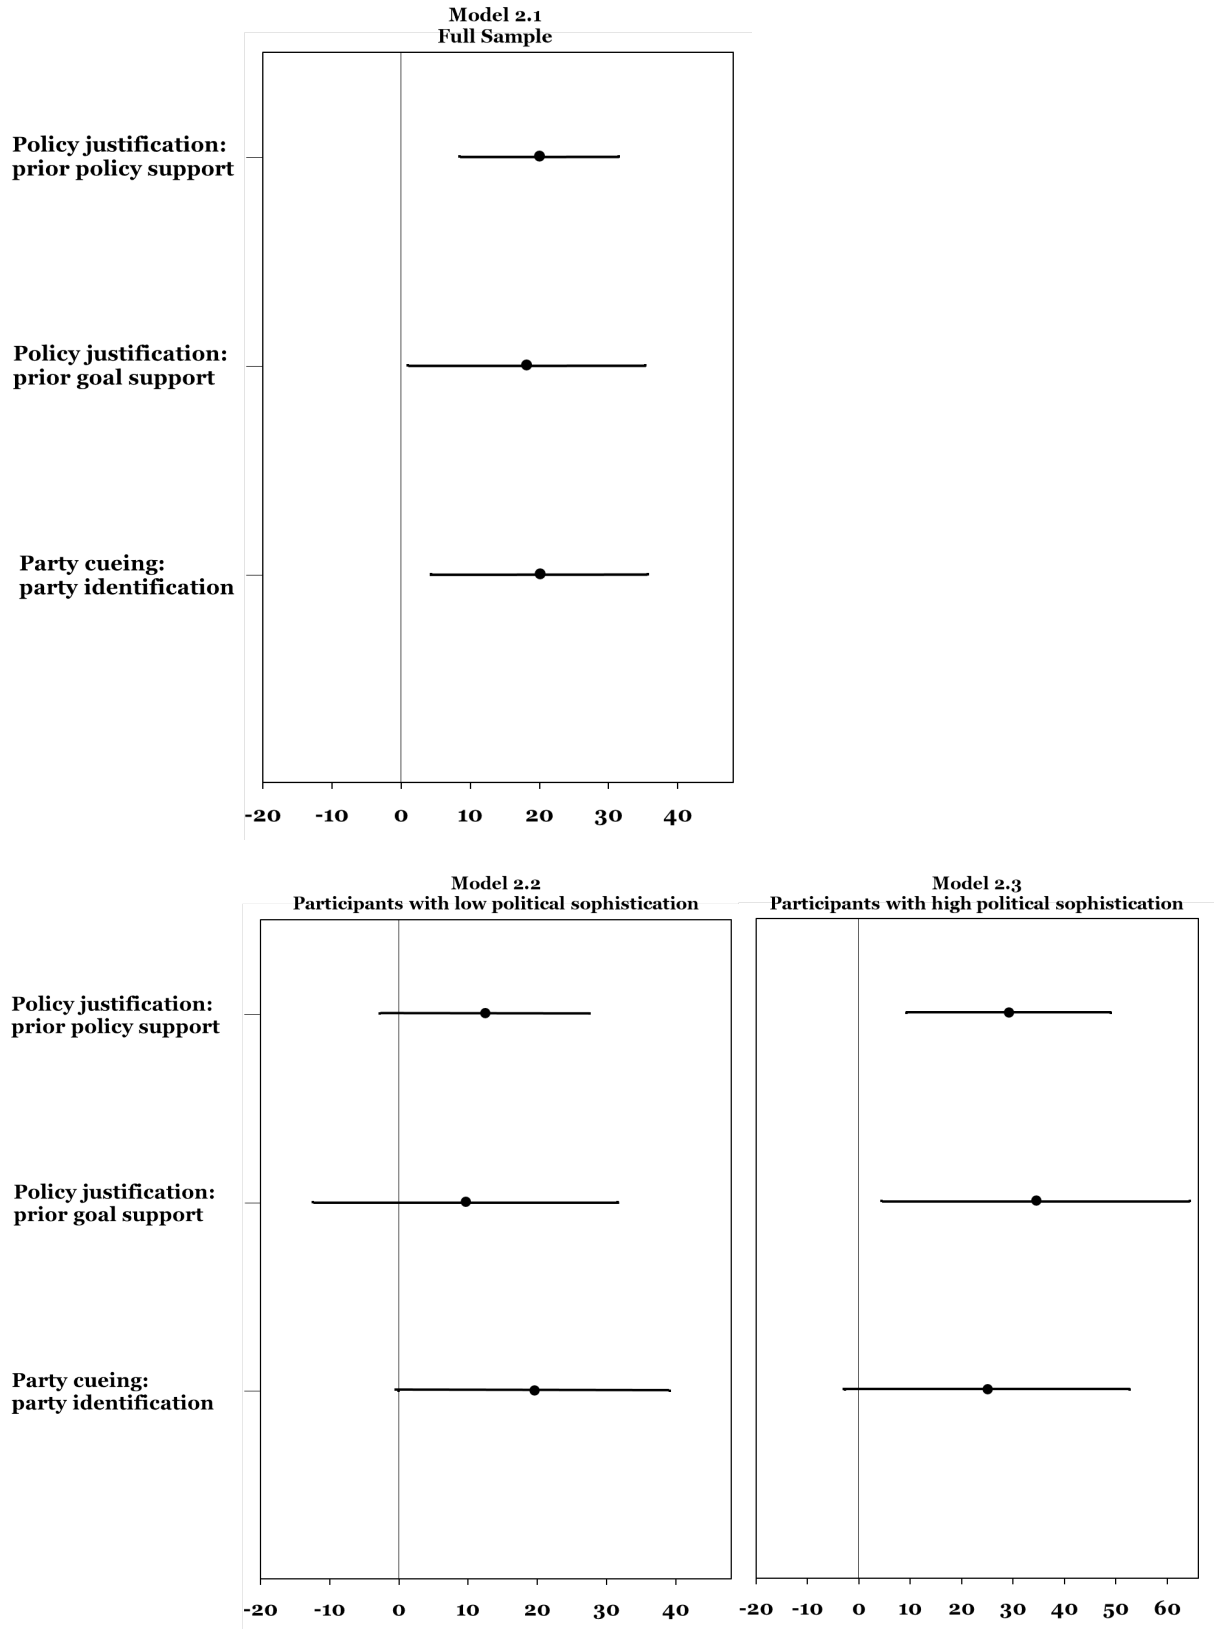 Model 2.1
Full Sample
Policy justification:
prior policy support
Policy justification:
prior goal support
Party cueing:
party identification
-20 -10 0 10 20 30 40
Model 2.2
Participants with low political sophistication
Policy justification:
prior policy support
Policy justification:
prior goal support
Party cueing:
party identification
-20 -10 0 10 20 30 40
Model 2.3
Participants with high political sophistication
-20 -10 0 10 20 30 40 50 60